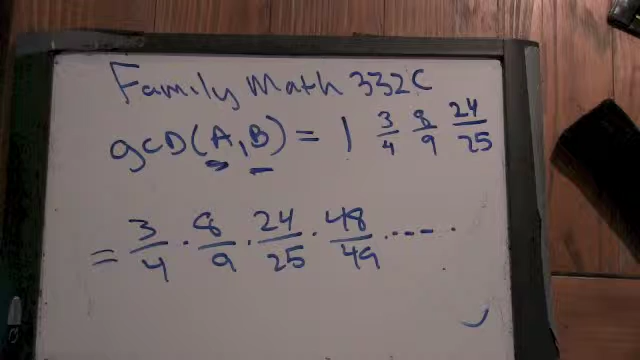 Family Math 332C
gcD(A,B) = 1 3/4 8/9 24/25
= 3/4 · 8/9 · 24/25 · 48/49 ·----·